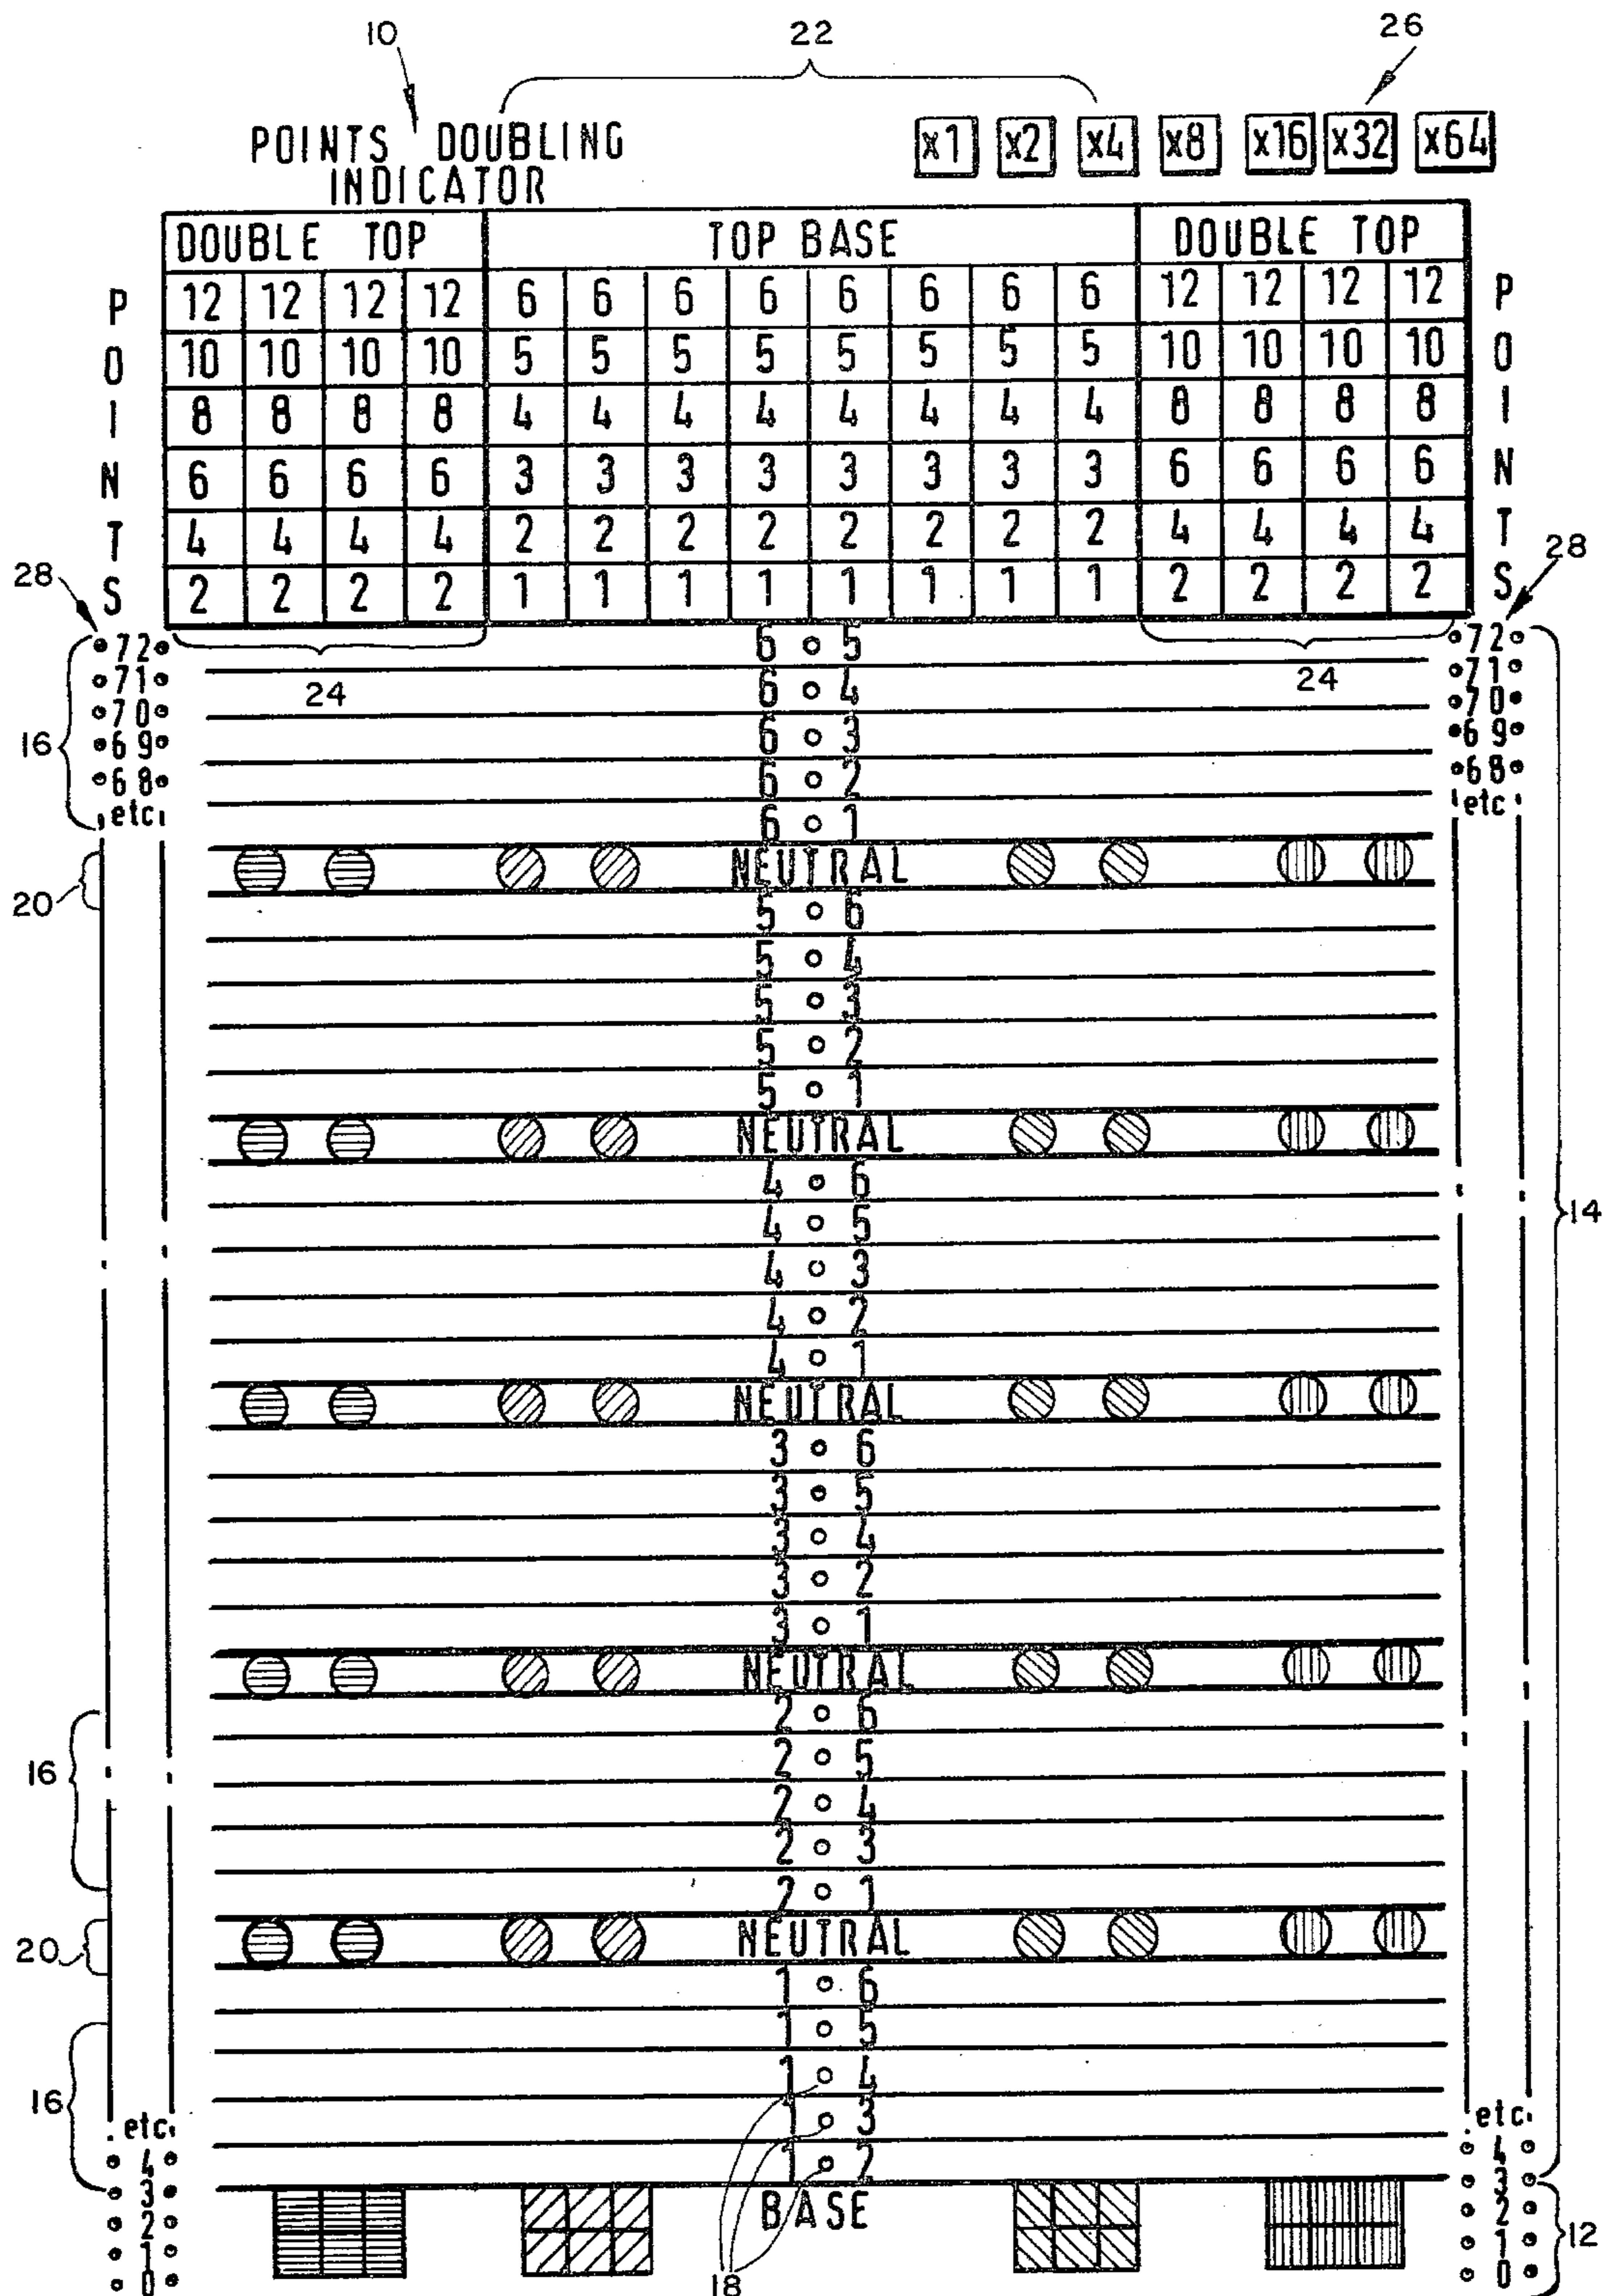 10 22 26
POINTS DOUBLING x1 x2 x4 x8 x16 x32 x64
INDICATOR
DOUBLE TOP TOP BASE DOUBLE TOP
P 12 12 12 12 6 6 6 6 6 6 6 6 12 12 12 12 P
O 10 10 10 10 5 5 5 5 5 5 5 5 10 10 10 10 O
I 8 8 8 8 4 4 4 4 4 4 4 4 8 8 8 8 I
N 6 6 6 6 3 3 3 3 3 3 3 3 6 6 6 6 N
T 4 4 4 4 2 2 2 2 2 2 2 2 4 4 4 4 T
28 S 2 2 2 2 1 1 1 1 1 1 1 1 2 2 2 2 S 28
72 6 5 72
71 24 6 4 24 71
70 70
16 69 6 3 69
68 6 2 68
etc 6 1 etc
NEUTRAL
20 5 6
5 4
5 3
5 2
5 1
NEUTRAL
4 6
4 5 14
4 3
4 2
4 1
NEUTRAL
3 6
3 5
3 4
3 2
3 1
NEUTRAL
2 6
16 2 5
2 4
2 3
2 1
20 NEUTRAL
1 6
1 5
16 1 4
etc 1 3 etc
4 1 2 4
3 BASE 3
2 2
1 1 12
0 18 0